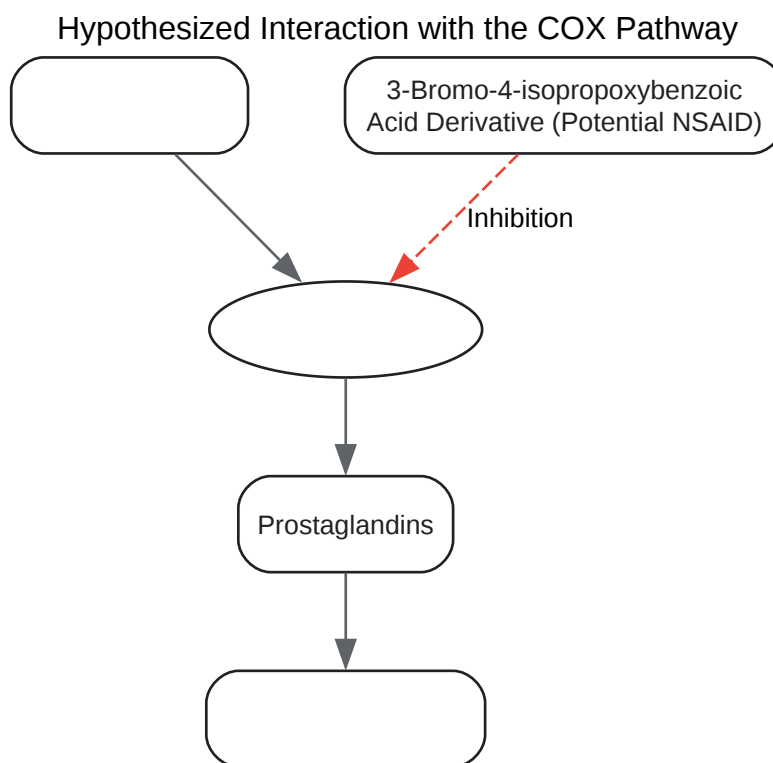 Hypothesized Interaction with the COX Pathway
3-Bromo-4-isopropoxybenzoic
Acid Derivative (Potential NSAID)
Inhibition
Prostaglandins